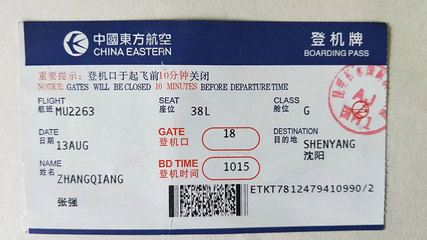 中國東方航空 登机牌
CHINA EASTERN BOARDING PASS
重要提示：登机口于起飞前10分钟关闭
NOTICE: GATES WILL BE CLOSED 10 MINUTES BEFORE DEPARTURE TIME
FLIGHT SEAT CLASS
航班 MU2263 座位 38L 舱位 G
DATE GATE 18 DESTINATION
日期 13AUG 登机口 目的地 SHENYANG
沈阳
NAME BD TIME 1015
姓名 ZHANGQIANG 登机时间
张强 ETKT7812479410990/2